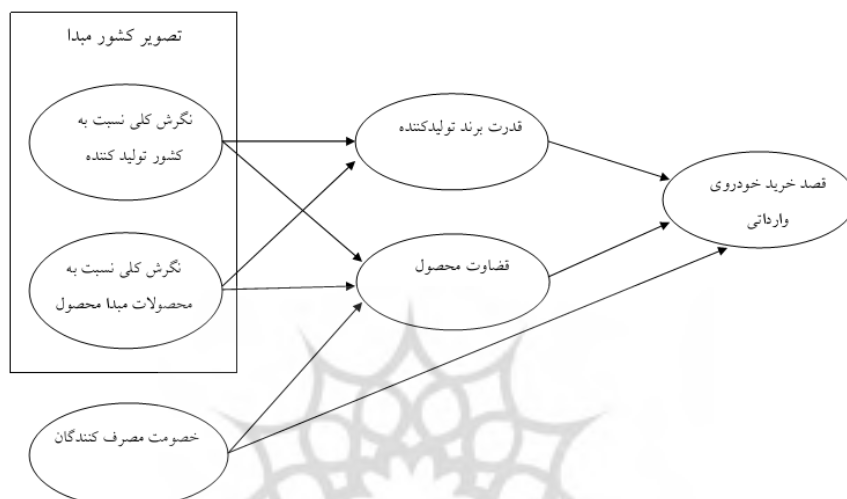 تصویر کشور مبدا
نگرش کلی نسبت به
کشور تولید کننده
نگرش کلی نسبت به
محصولات مبدا محصول
خصومت مصرف کنندگان
قدرت برند تولیدکننده
قضاوت محصول
قصد خرید خودروی
وارداتی